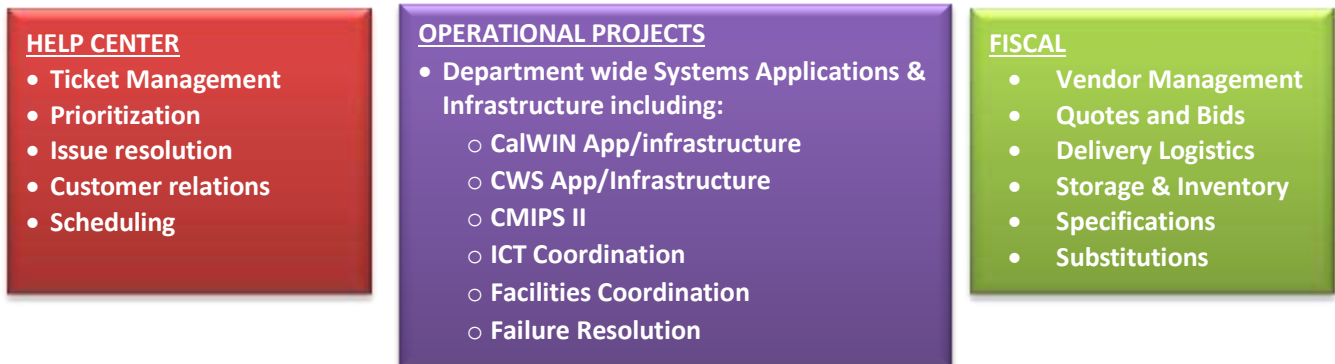 HELP CENTER
• Ticket Management
• Prioritization
• Issue resolution
• Customer relations
• Scheduling
OPERATIONAL PROJECTS
• Department wide Systems Applications &
Infrastructure including:
○ CalWIN App/infrastructure
○ CWS App/Infrastructure
○ CMIPS II
○ ICT Coordination
○ Facilities Coordination
○ Failure Resolution
FISCAL
• Vendor Management
• Quotes and Bids
• Delivery Logistics
• Storage & Inventory
• Specifications
• Substitutions